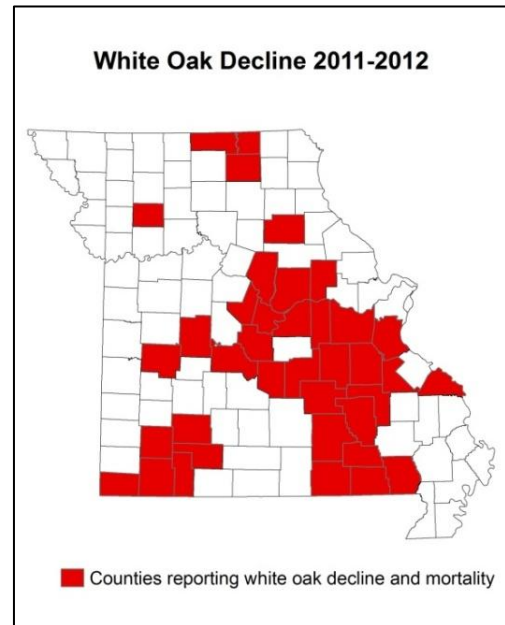 White Oak Decline 2011-2012
Counties reporting white oak decline and mortality